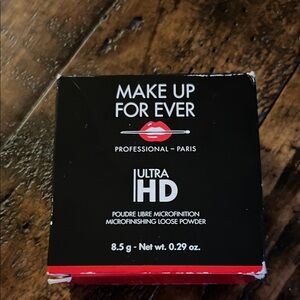 MAKE UP
FOR EVER
PROFESSIONAL – PARIS
ULTRA
HD
POUDRE LIBRE MICROFINITION
MICROFINISHING LOOSE POWDER
8.5 g - Net wt. 0.29 oz.